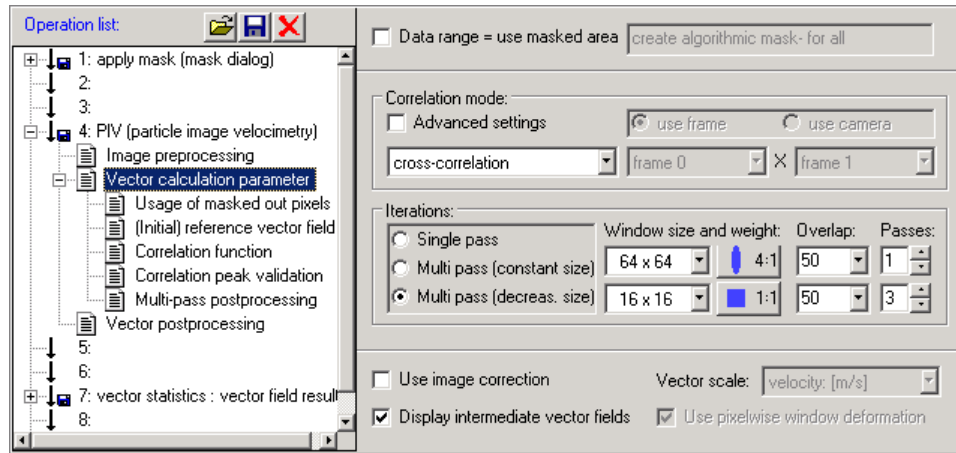 Operation list:
1: apply mask (mask dialog)
2:
3:
4: PIV (particle image velocimetry)
Image preprocessing
Vector calculation parameter
Usage of masked out pixels
(Initial) reference vector field
Correlation function
Correlation peak validation
Multi-pass postprocessing
Vector postprocessing
5:
6:
7: vector statistics : vector field result
8:
Data range = use masked area create algorithmic mask- for all
Correlation mode:
Advanced settings use frame use camera
cross-correlation frame 0 X frame 1
Iterations:
Window size and weight: Overlap: Passes:
Single pass
Multi pass (constant size) 64 x 64 4:1 50 1
Multi pass (decreas. size) 16 x 16 1:1 50 3
Use image correction Vector scale: velocity: [m/s]
Display intermediate vector fields Use pixelwise window deformation